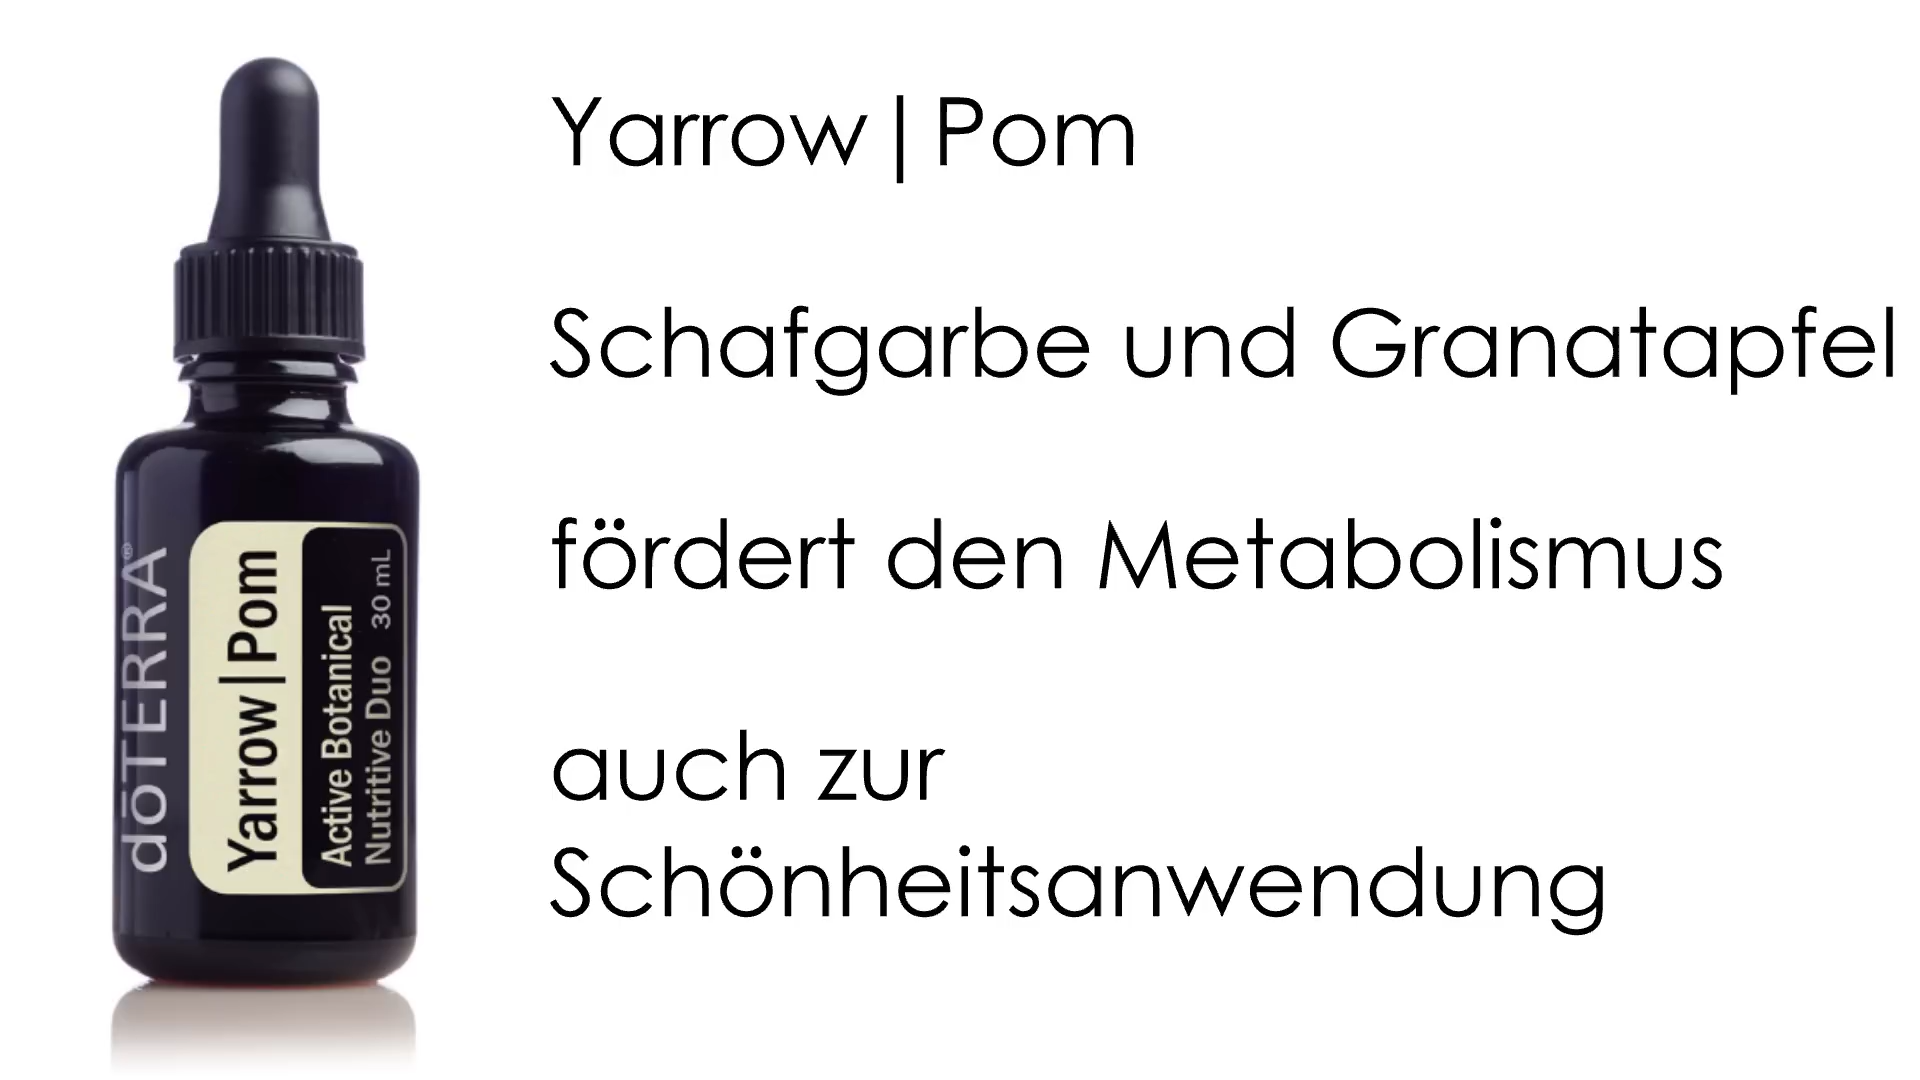 Yarrow|Pom
Schafgarbe und Granatapfel
fördert den Metabolismus
auch zur
Schönheitsanwendung
dōTERRA®
Yarrow|Pom
Active Botanical
Nutritive Duo 30 mL